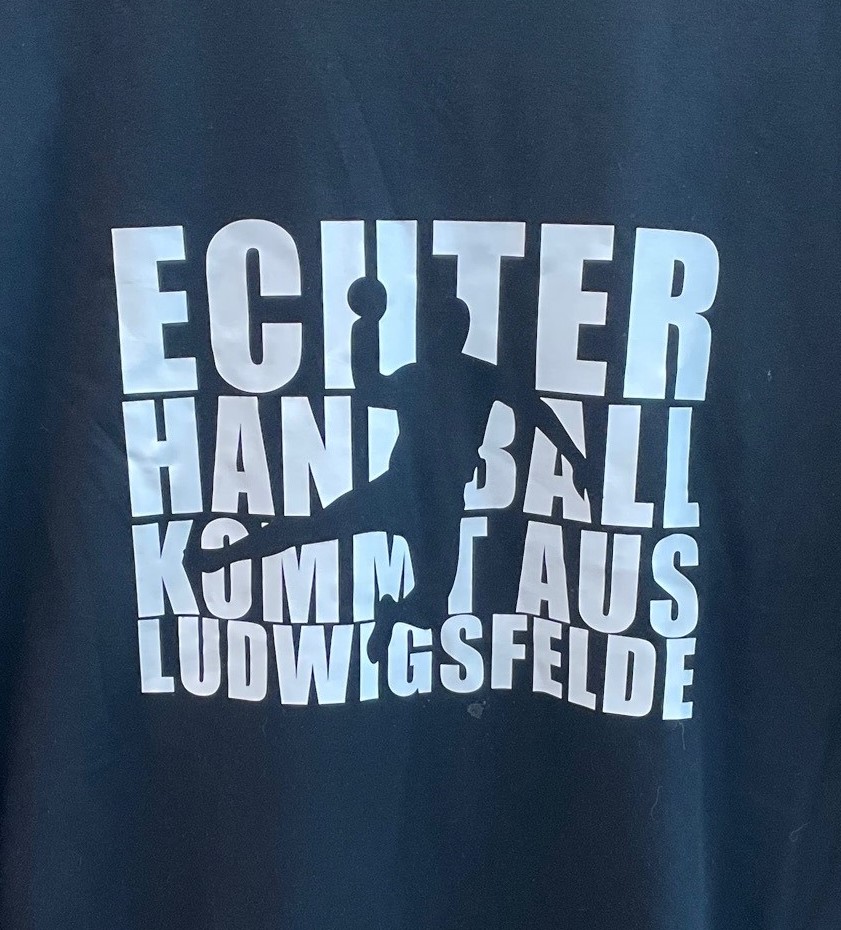 ECHTER
HANDBALL
KOMMT AUS
LUDWIGSFELDE